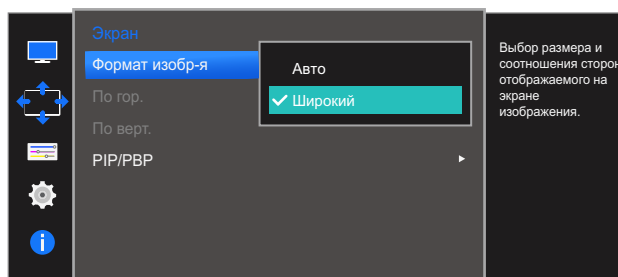 Экран
Формат изобр-я
Авто
По гор.
Широкий
По верт.
PIP/PBP
Выбор размера и
соотношения сторон
отображаемого на
экране
изображения.